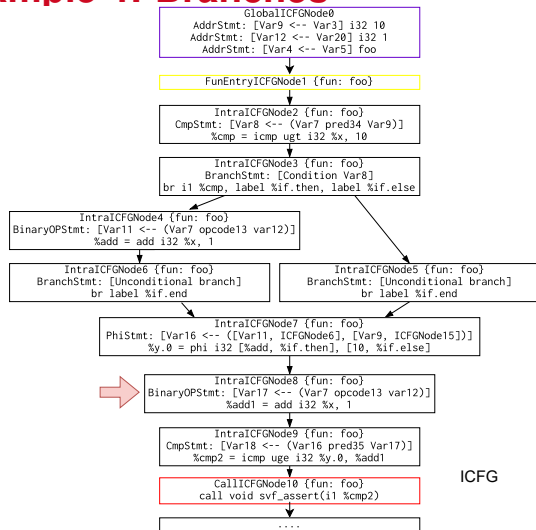 GlobalICFGNode0
AddrStmt: [Var9 <-- Var3] i32 10
AddrStmt: [Var12 <-- Var20] i32 1
AddrStmt: [Var4 <-- Var5] foo
FunEntryICFGNode1 {fun: foo}
IntraICFGNode2 {fun: foo}
CmpStmt: [Var8 <-- (Var7 pred34 Var9)]
%cmp = icmp ugt i32 %x, 10
IntraICFGNode3 {fun: foo}
BranchStmt: [Condition Var8]
br i1 %cmp, label %if.then, label %if.else
IntraICFGNode4 {fun: foo}
BinaryOPStmt: [Var11 <-- (Var7 opcode13 var12)]
%add = add i32 %x, 1
IntraICFGNode6 {fun: foo}
BranchStmt: [Unconditional branch]
br label %if.end
IntraICFGNode5 {fun: foo}
BranchStmt: [Unconditional branch]
br label %if.end
IntraICFGNode7 {fun: foo}
PhiStmt: [Var16 <-- ([Var11, ICFGNode6], [Var9, ICFGNode15])]
%y.0 = phi i32 [%add, %if.then], [10, %if.else]
IntraICFGNode8 {fun: foo}
BinaryOPStmt: [Var17 <-- (Var7 opcode13 var12)]
%add1 = add i32 %x, 1
IntraICFGNode9 {fun: foo}
CmpStmt: [Var18 <-- (Var16 pred35 Var17)]
%cmp2 = icmp uge i32 %y.0, %add1
ICFG
CallICFGNode10 {fun: foo}
call void svf_assert(i1 %cmp2)
....